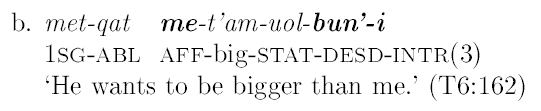 b. met-qat me-t'am-uol-bun'-i
1SG-ABL AFF-big-STAT-DESD-INTR(3)
‘He wants to be bigger than me.’ (T6:162)